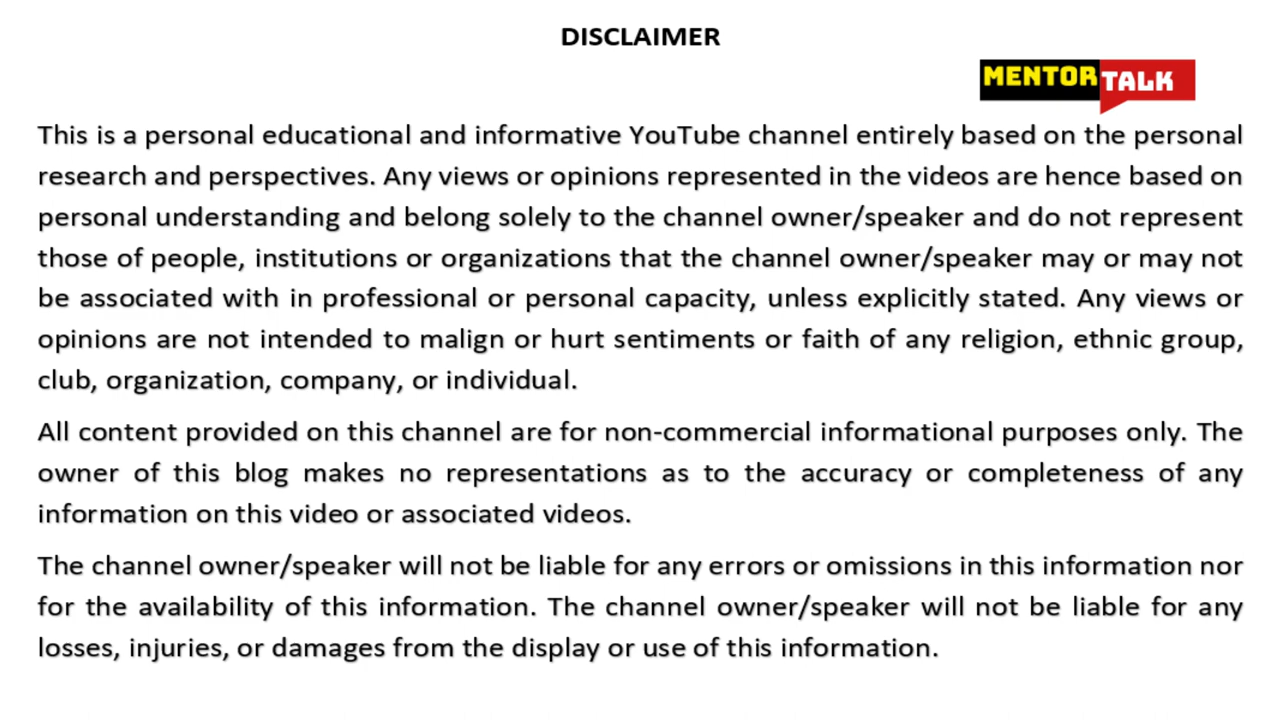 DISCLAIMER
MENTOR TALK
This is a personal educational and informative YouTube channel entirely based on the personal
research and perspectives. Any views or opinions represented in the videos are hence based on
personal understanding and belong solely to the channel owner/speaker and do not represent
those of people, institutions or organizations that the channel owner/speaker may or may not
be associated with in professional or personal capacity, unless explicitly stated. Any views or
opinions are not intended to malign or hurt sentiments or faith of any religion, ethnic group,
club, organization, company, or individual.
All content provided on this channel are for non-commercial informational purposes only. The
owner of this blog makes no representations as to the accuracy or completeness of any
information on this video or associated videos.
The channel owner/speaker will not be liable for any errors or omissions in this information nor
for the availability of this information. The channel owner/speaker will not be liable for any
losses, injuries, or damages from the display or use of this information.